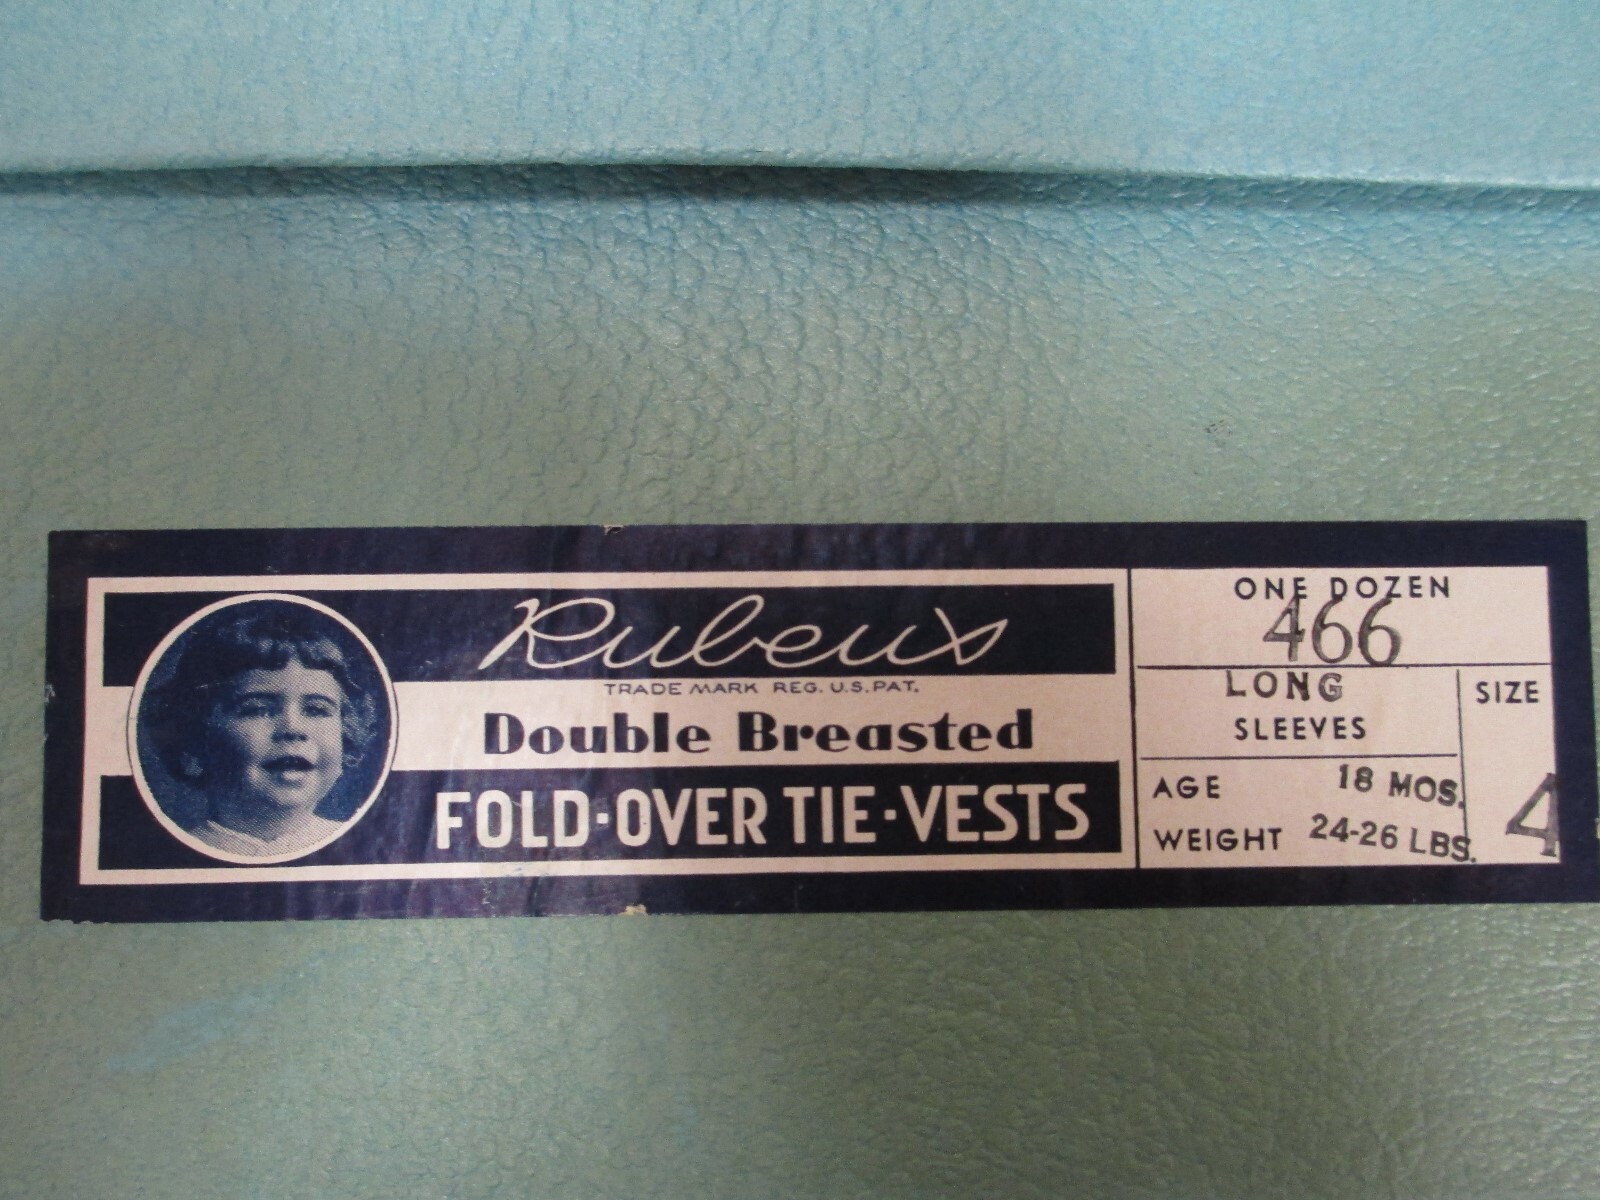 Rubens
TRADE MARK REG. U.S. PAT.
Double Breasted
FOLD-OVER TIE-VESTS
ONE DOZEN
466
LONG
SLEEVES
SIZE
4
AGE 18 MOS.
WEIGHT 24-26 LBS.